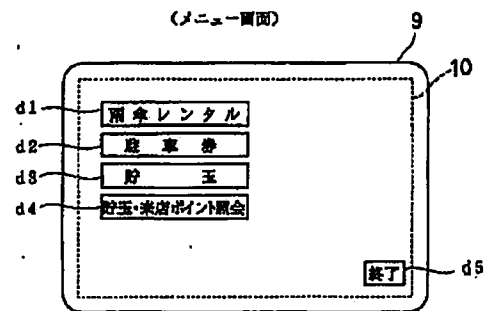 (メニュー画面)
9
10
d1 雨傘レンタル
d2 駐車券
d3 貯玉
d4 貯玉・来店ポイント照会
終了 d5